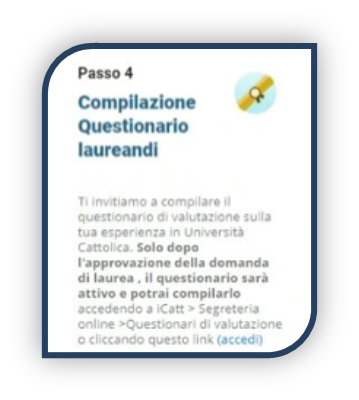 Passo 4
Compilazione
Questionario
laureandi
Ti invitiamo a compilare il
questionario di valutazione sulla
tua esperienza in Università
Cattolica. Solo dopo
l'approvazione della domanda
di laurea , il questionario sarà
attivo e potrai compilarlo
accedendo a iCatt > Segreteria
online >Questionari di valutazione
o cliccando questo link (accedi)